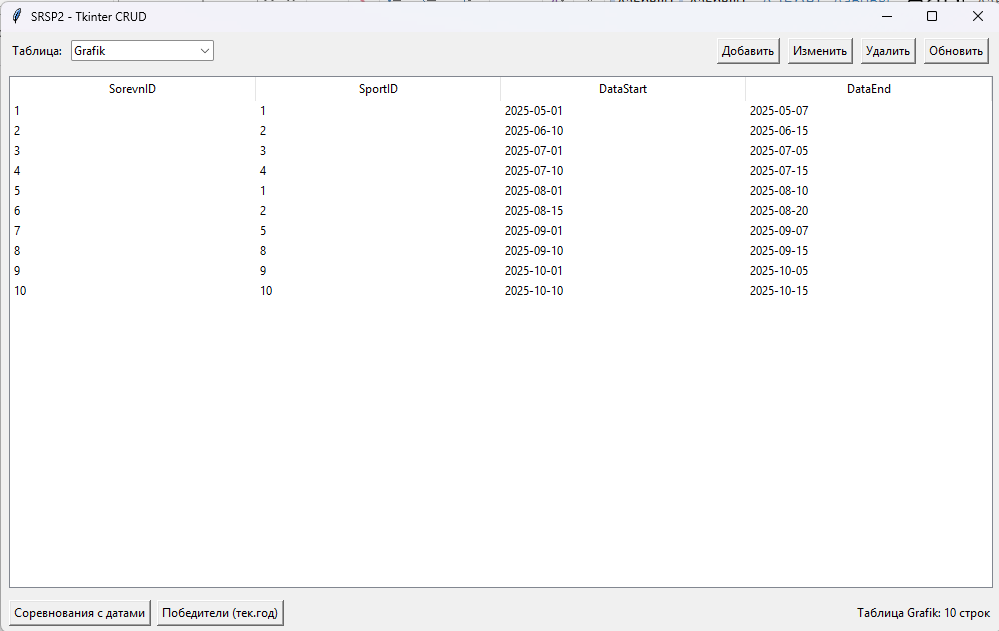 SRSP2 - Tkinter CRUD
Таблица: Grafik Добавить Изменить Удалить Обновить
SorevnID SportID DataStart DataEnd
1 1 2025-05-01 2025-05-07
2 2 2025-06-10 2025-06-15
3 3 2025-07-01 2025-07-05
4 4 2025-07-10 2025-07-15
5 1 2025-08-01 2025-08-10
6 2 2025-08-15 2025-08-20
7 5 2025-09-01 2025-09-07
8 8 2025-09-10 2025-09-15
9 9 2025-10-01 2025-10-05
10 10 2025-10-10 2025-10-15
Соревнования с датами Победители (тек.год) Таблица Grafik: 10 строк